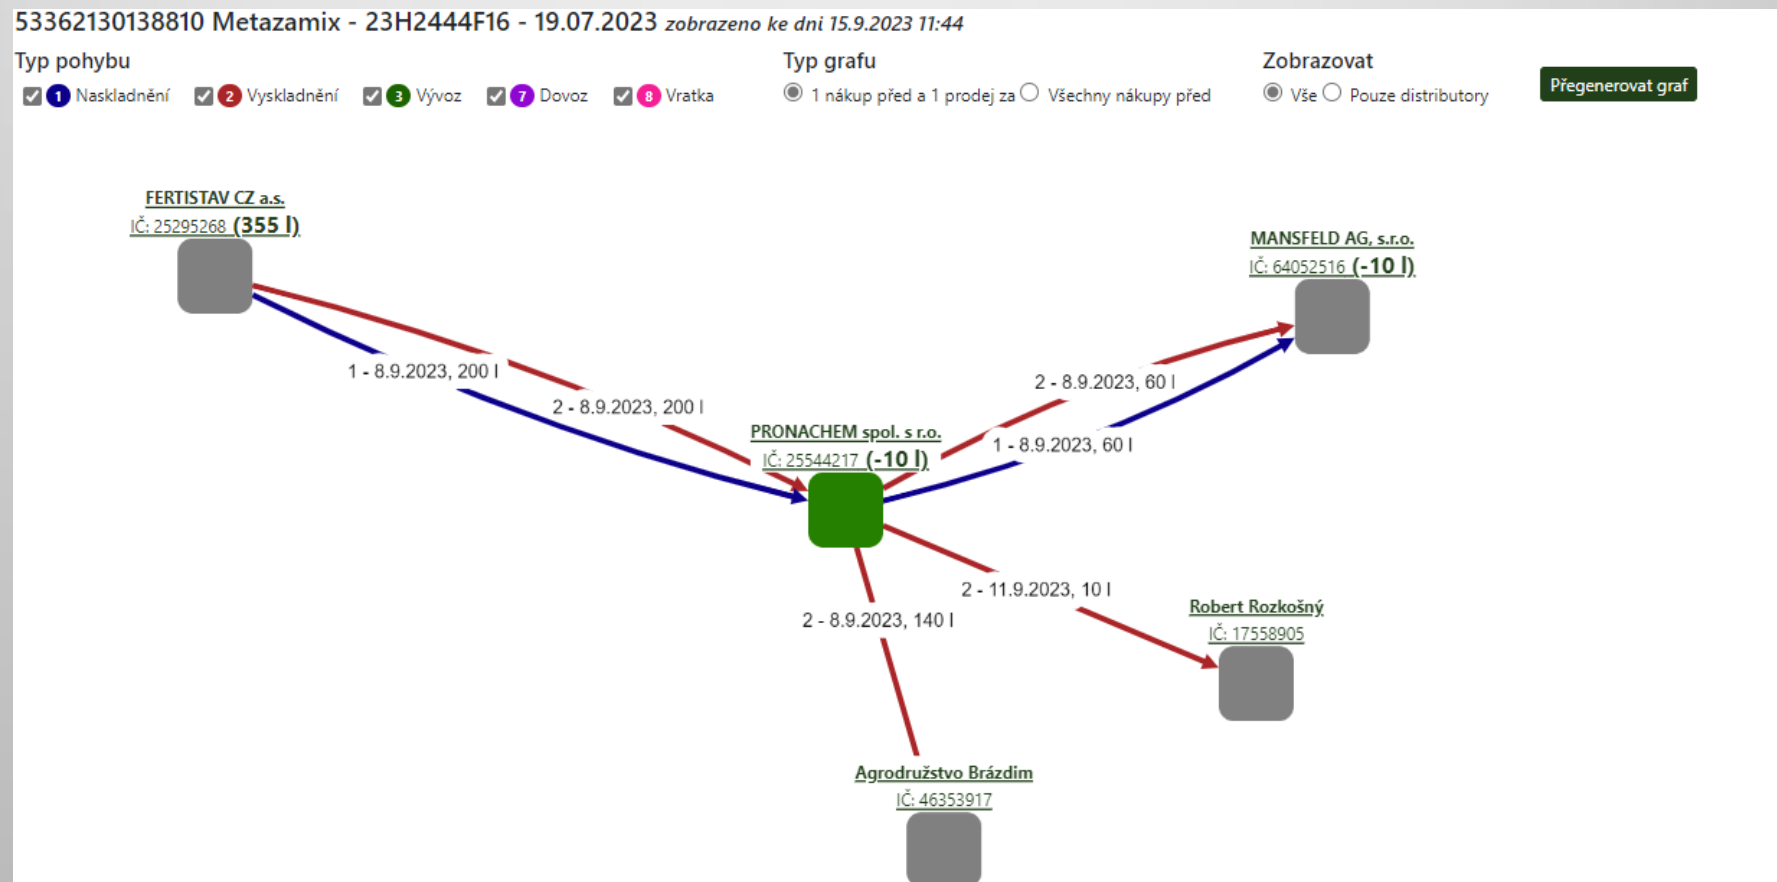 53362130138810 Metazamix - 23H2444F16 - 19.07.2023 zobrazeno ke dni 15.9.2023 11:44
Typ pohybu
1 Naskladnění 2 Vyskladnění 3 Vývoz 7 Dovoz 8 Vratka
Typ grafu
1 nákup před a 1 prodej za Všechny nákupy před
Zobrazovat
Vše Pouze distributory
Přegenerovat graf
FERTISTAV CZ a.s.
IČ: 25295268 (355 l)
MANSFELD AG, s.r.o.
IČ: 64052516 (-10 l)
1 - 8.9.2023, 200 l
2 - 8.9.2023, 60 l
2 - 8.9.2023, 200 l
PRONACHEM spol. s r.o.
IČ: 25544217 (-10 l)
1 - 8.9.2023, 60 l
2 - 11.9.2023, 10 l
2 - 8.9.2023, 140 l
Robert Rozkošný
IČ: 17558905
Agrodružstvo Brázdim
IČ: 46353917